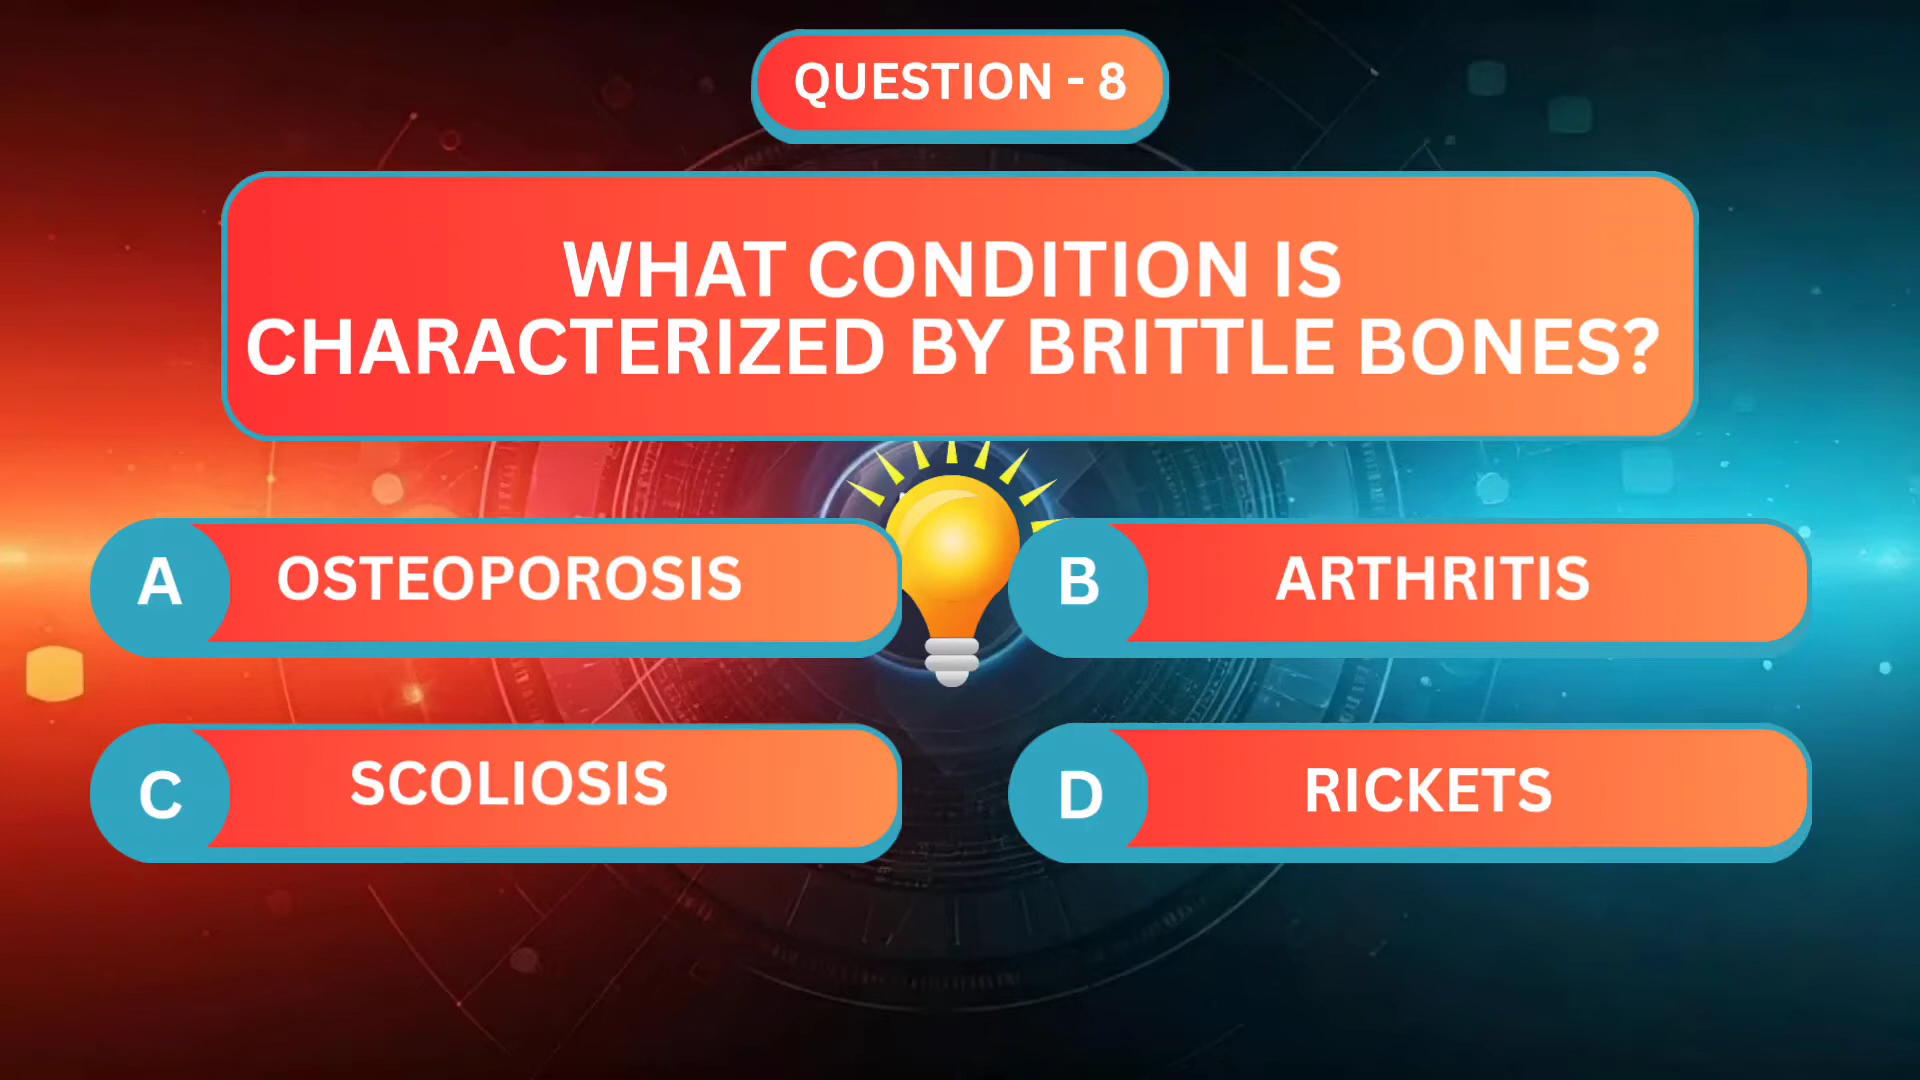 QUESTION - 8
WHAT CONDITION IS
CHARACTERIZED BY BRITTLE BONES?
A OSTEOPOROSIS
B ARTHRITIS
C SCOLIOSIS
D RICKETS